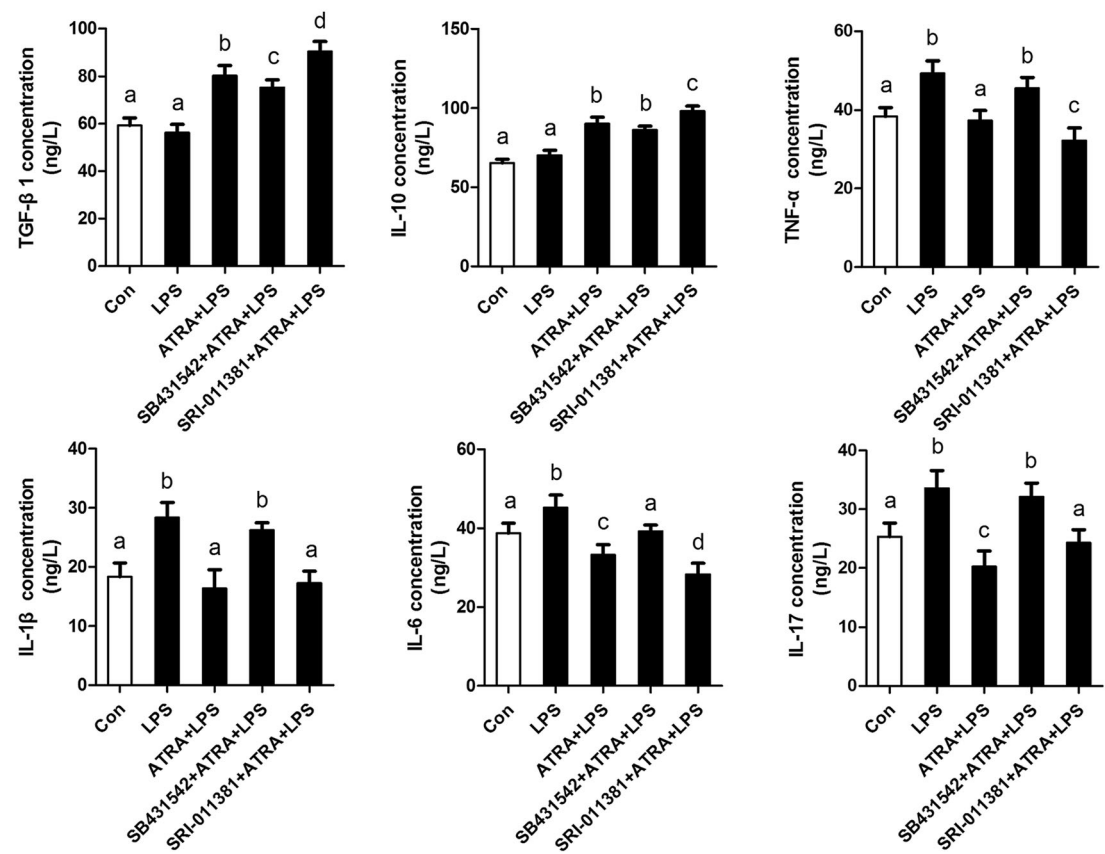 TGF-β 1 concentration
(ng/L)
100
80
60
40
20
0
a
a
b
c
d
Con
LPS
ATRA+LPS
SB431542+ATRA+LPS
SRI-011381+ATRA+LPS
IL-10 concentration
(ng/L)
150
100
50
0
a
a
b
b
c
Con
LPS
ATRA+LPS
SB431542+ATRA+LPS
SRI-011381+ATRA+LPS
TNF-α concentration
(ng/L)
60
40
20
0
a
b
a
b
c
Con
LPS
ATRA+LPS
SB431542+ATRA+LPS
SRI-011381+ATRA+LPS
IL-1β concentration
(ng/L)
40
30
20
10
0
a
b
a
b
a
Con
LPS
ATRA+LPS
SB431542+ATRA+LPS
SRI-011381+ATRA+LPS
IL-6 concentration
(ng/L)
60
40
20
0
a
b
c
a
d
Con
LPS
ATRA+LPS
SB431542+ATRA+LPS
SRI-011381+ATRA+LPS
IL-17 concentration
(ng/L)
40
30
20
10
0
a
b
c
b
a
Con
LPS
ATRA+LPS
SB431542+ATRA+LPS
SRI-011381+ATRA+LPS